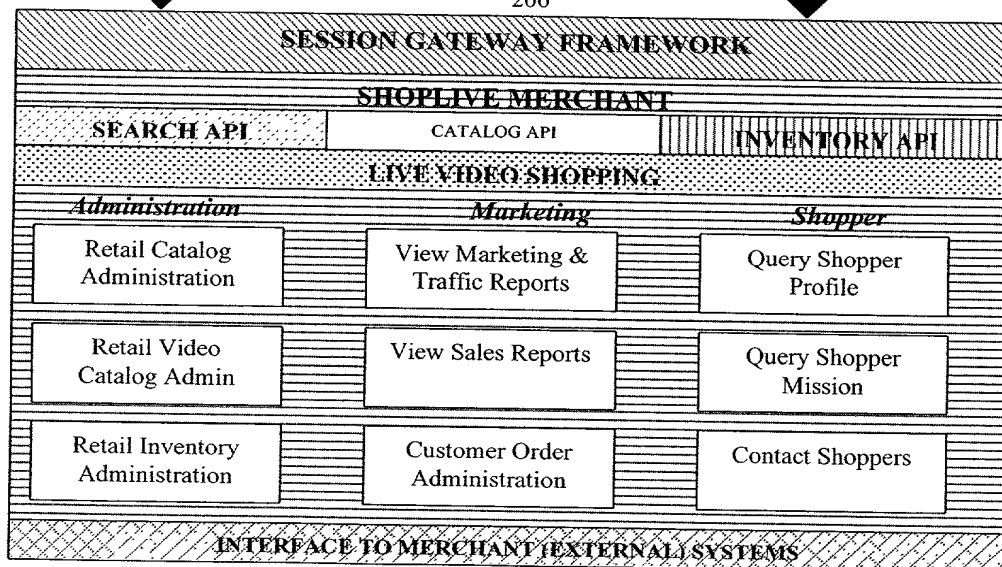 200
SESSION GATEWAY FRAMEWORK
SHOPLIVE MERCHANT
SEARCH API
CATALOG API
INVENTORY API
LIVE VIDEO SHOPPING
Administration
Marketing
Shopper
Retail Catalog
Administration
View Marketing &
Traffic Reports
Query Shopper
Profile
Retail Video
Catalog Admin
View Sales Reports
Query Shopper
Mission
Retail Inventory
Administration
Customer Order
Administration
Contact Shoppers
INTERFACE TO MERCHANT (EXTERNAL) SYSTEMS